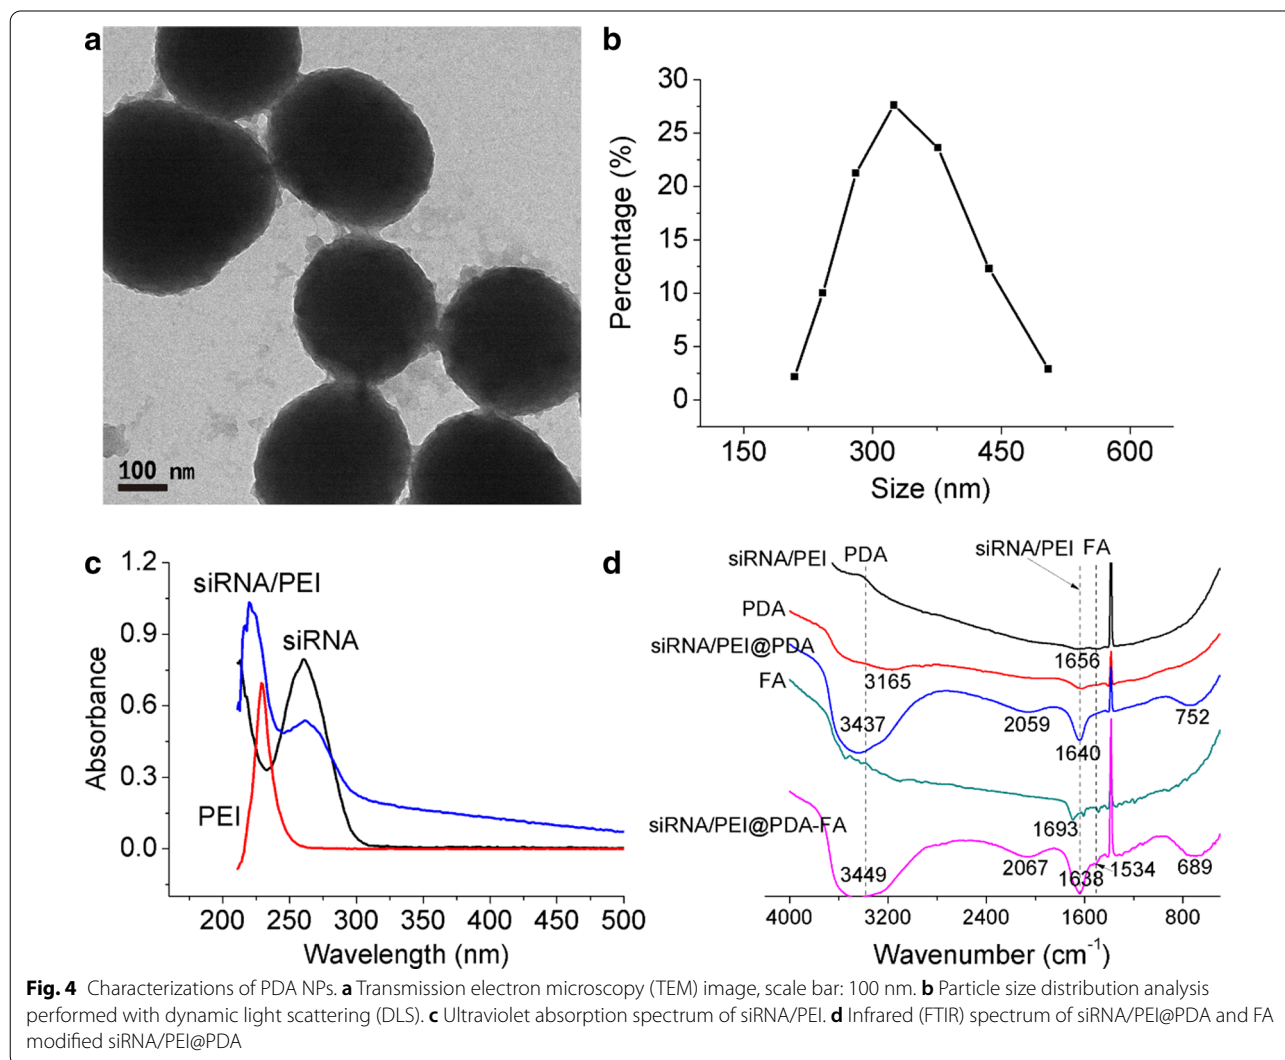 a
100 nm
b
30
25
20
15
10
5
0
Percentage (%)
150 300 450 600
Size (nm)
c
1.2
0.9
0.6
0.3
0.0
Absorbance
siRNA/PEI
siRNA
PEI
200 250 300 350 400 450 500
Wavelength (nm)
d
siRNA/PEI PDA siRNA/PEI FA
PDA
siRNA/PEI@PDA
FA
siRNA/PEI@PDA-FA
1656
3165
3437 2059 752
1640
1693
3449 2067 1638 1534 689
4000 3200 2400 1600 800
Wavenumber (cm⁻¹)
Fig. 4 Characterizations of PDA NPs. a Transmission electron microscopy (TEM) image, scale bar: 100 nm. b Particle size distribution analysis
performed with dynamic light scattering (DLS). c Ultraviolet absorption spectrum of siRNA/PEI. d Infrared (FTIR) spectrum of siRNA/PEI@PDA and FA
modified siRNA/PEI@PDA